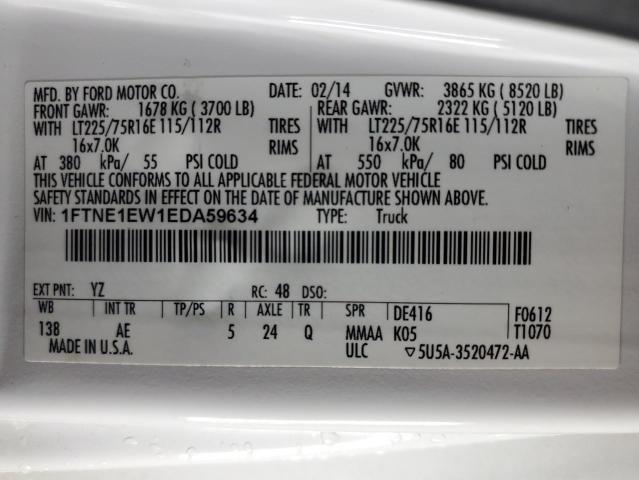 MFD. BY FORD MOTOR CO. DATE: 02/14 GVWR: 3865 KG ( 8520 LB)
FRONT GAWR: 1678 KG ( 3700 LB) REAR GAWR: 2322 KG ( 5120 LB)
WITH LT225/75R16E 115/112R TIRES WITH LT225/75R16E 115/112R TIRES
16x7.0K RIMS 16x7.0K RIMS
AT 380 kPa/ 55 PSI COLD AT 550 kPa/ 80 PSI COLD
THIS VEHICLE CONFORMS TO ALL APPLICABLE FEDERAL MOTOR VEHICLE
SAFETY STANDARDS IN EFFECT ON THE DATE OF MANUFACTURE SHOWN ABOVE.
VIN: 1FTNE1EW1EDA59634 TYPE: Truck
EXT PNT: YZ RC: 48 DSO:
WB INT TR TP/PS R AXLE TR SPR DE416 F0612
138 AE 5 24 Q MMAA K05 T1070
MADE IN U.S.A. ULC ▽5U5A-3520472-AA